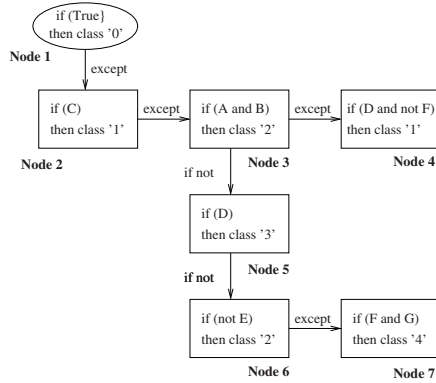 if (True}
then class '0'
Node 1
except
if (C)
then class '1'
Node 2
except
if (A and B)
then class '2'
Node 3
except
if (D and not F)
then class '1'
Node 4
if not
if (D)
then class '3'
Node 5
if not
if (not E)
then class '2'
Node 6
except
if (F and G)
then class '4'
Node 7